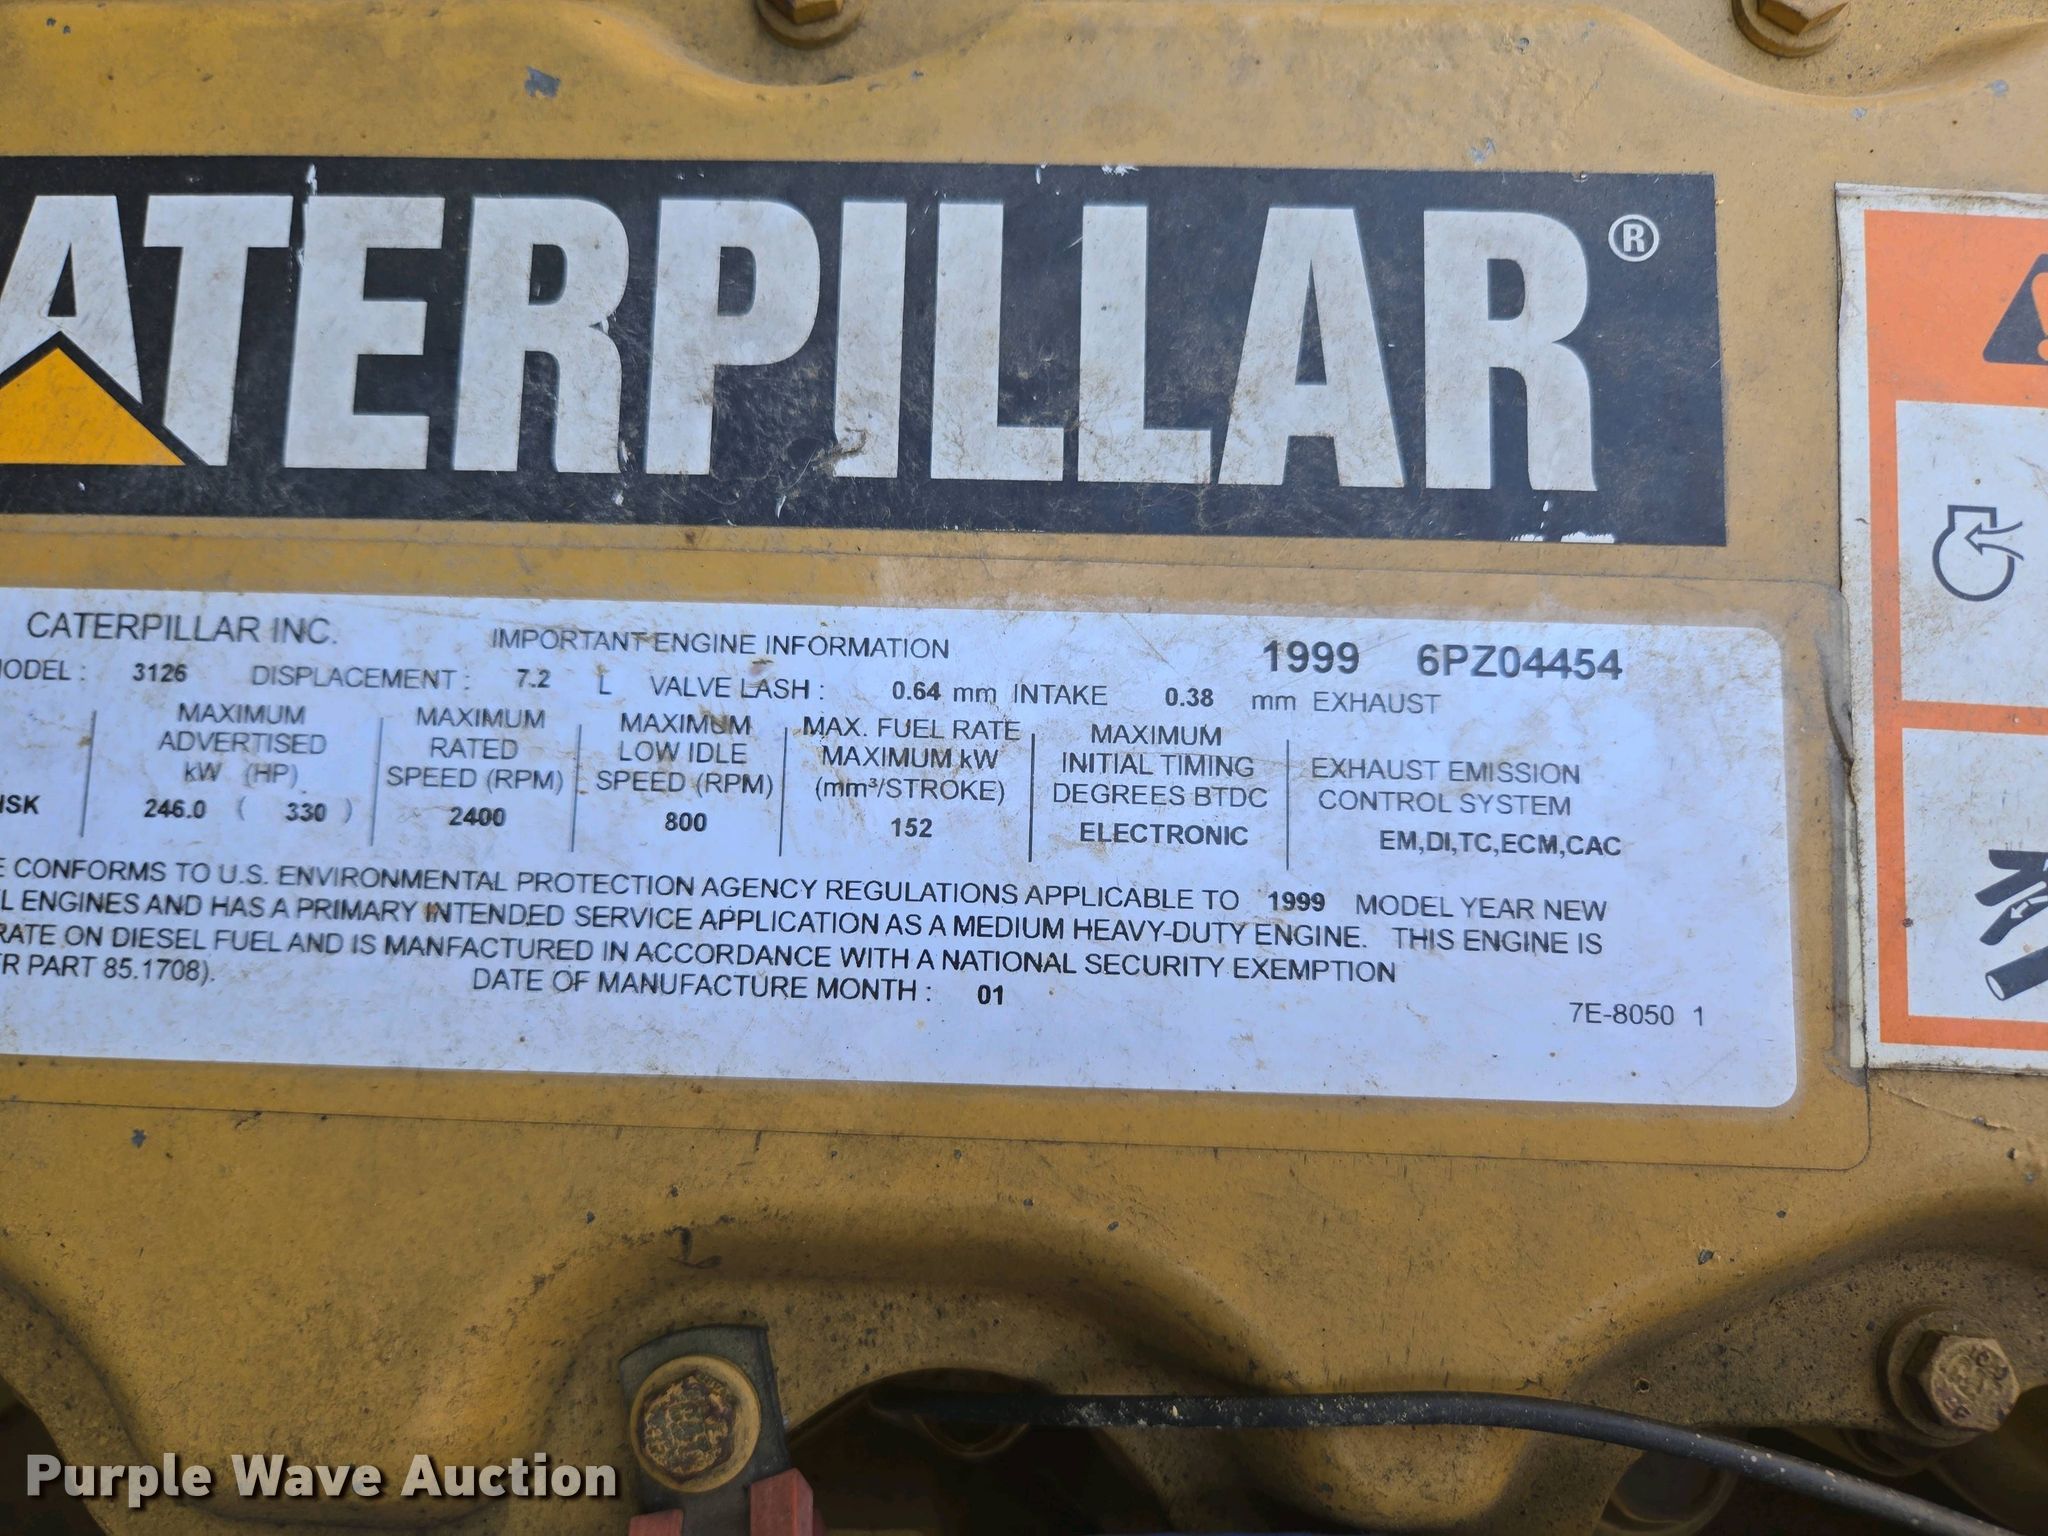 CATERPILLAR®
CATERPILLAR INC. IMPORTANT ENGINE INFORMATION 1999 6PZ04454
MODEL : 3126 DISPLACEMENT : 7.2 L VALVE LASH : 0.64 mm INTAKE 0.38 mm EXHAUST
MAXIMUM ADVERTISED kW (HP) 246.0 ( 330 )
MAXIMUM RATED SPEED (RPM) 2400
MAXIMUM LOW IDLE SPEED (RPM) 800
MAX. FUEL RATE MAXIMUM kW (mm³/STROKE) 152
MAXIMUM INITIAL TIMING DEGREES BTDC ELECTRONIC
EXHAUST EMISSION CONTROL SYSTEM EM,DI,TC,ECM,CAC
CONFORMS TO U.S. ENVIRONMENTAL PROTECTION AGENCY REGULATIONS APPLICABLE TO 1999 MODEL YEAR NEW
ENGINES AND HAS A PRIMARY INTENDED SERVICE APPLICATION AS A MEDIUM HEAVY-DUTY ENGINE. THIS ENGINE IS
RATE ON DIESEL FUEL AND IS MANFACTURED IN ACCORDANCE WITH A NATIONAL SECURITY EXEMPTION
PART 85.1708). DATE OF MANUFACTURE MONTH : 01
7E-8050 1
Purple Wave Auction